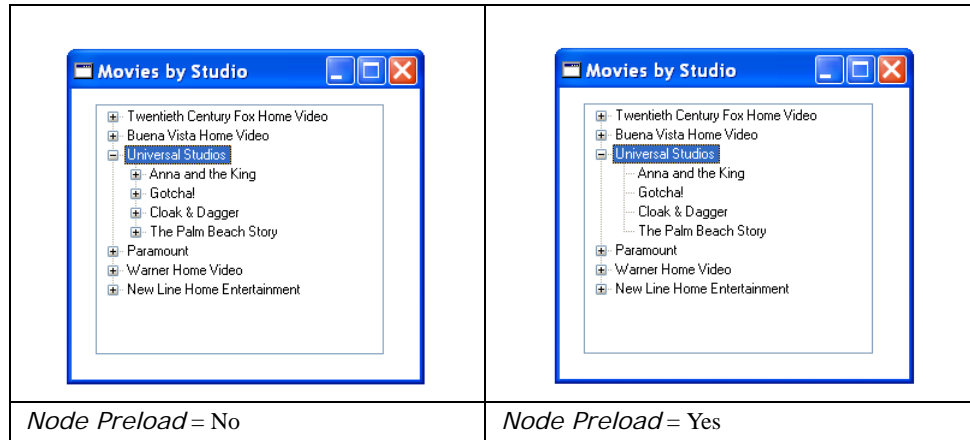 Movies by Studio
Twentieth Century Fox Home Video
Buena Vista Home Video
Universal Studios
Anna and the King
Gotcha!
Cloak & Dagger
The Palm Beach Story
Paramount
Warner Home Video
New Line Home Entertainment
Node Preload = No
Movies by Studio
Twentieth Century Fox Home Video
Buena Vista Home Video
Universal Studios
Anna and the King
Gotcha!
Cloak & Dagger
The Palm Beach Story
Paramount
Warner Home Video
New Line Home Entertainment
Node Preload = Yes